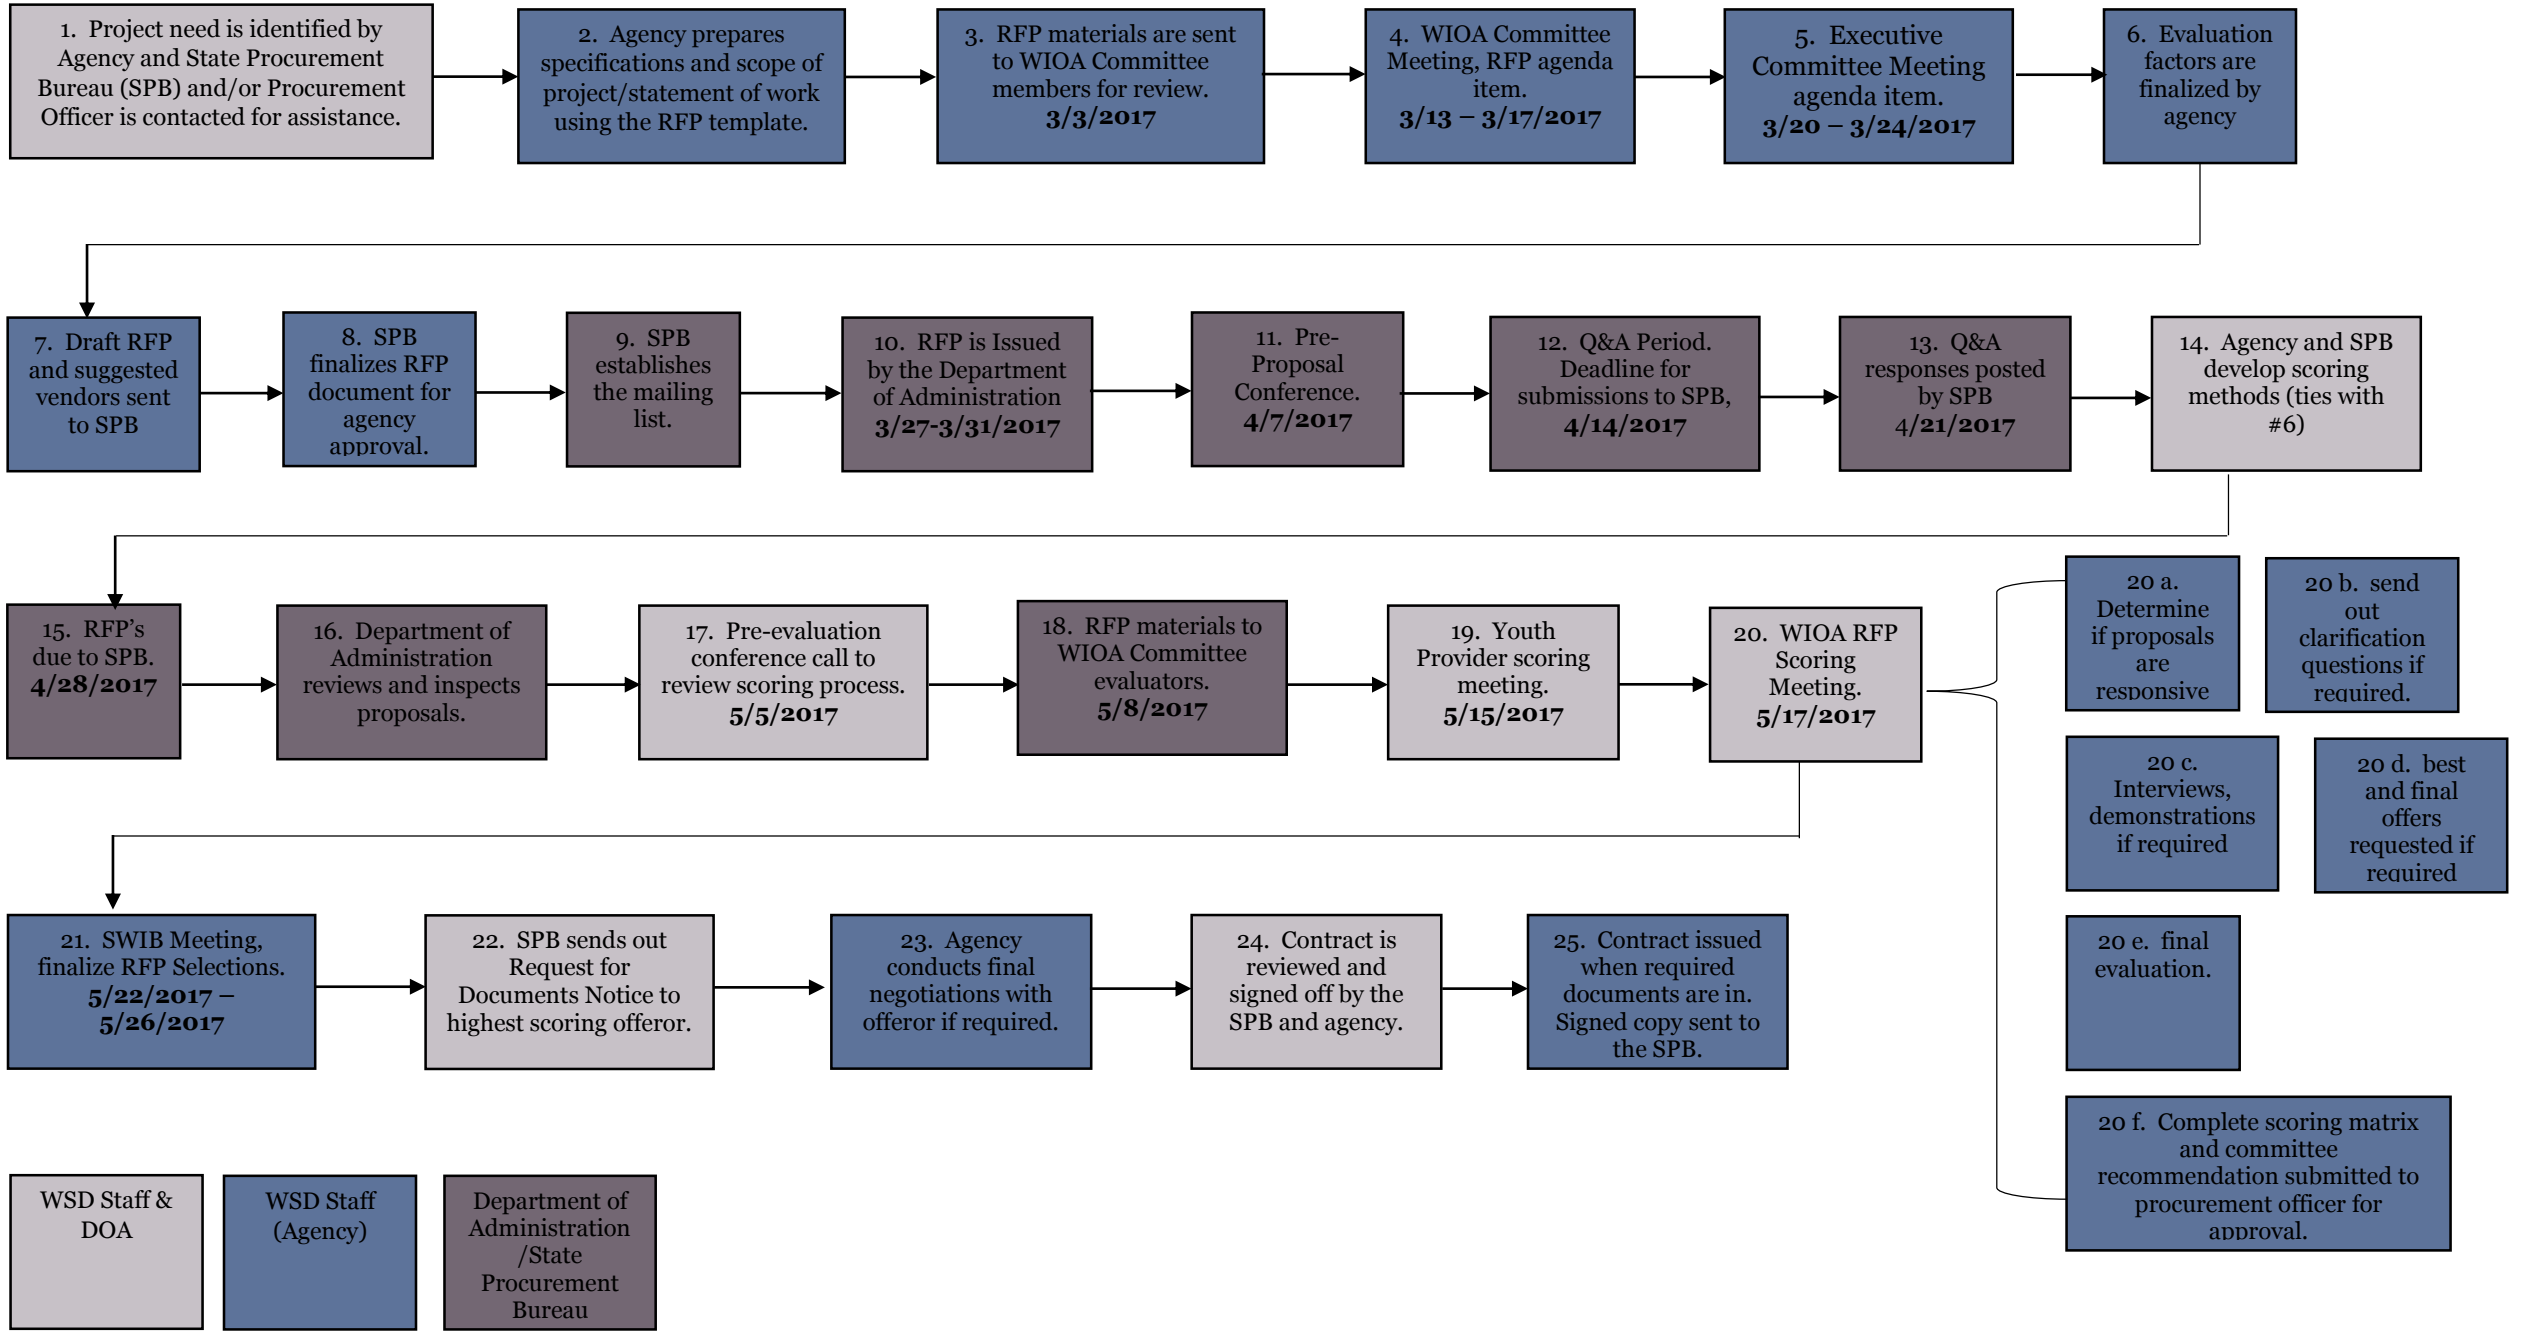 1. Project need is identified by
Agency and State Procurement
Bureau (SPB) and/or Procurement
Officer is contacted for assistance.
2. Agency prepares
specifications and scope of
project/statement of work
using the RFP template.
3. RFP materials are sent
to WIOA Committee
members for review.
3/3/2017
4. WIOA Committee
Meeting, RFP agenda
item.
3/13 – 3/17/2017
5. Executive
Committee Meeting
agenda item.
3/20 – 3/24/2017
6. Evaluation
factors are
finalized by
agency
7. Draft RFP
and suggested
vendors sent
to SPB
8. SPB
finalizes RFP
document for
agency
approval.
9. SPB
establishes
the mailing
list.
10. RFP is Issued
by the Department
of Administration
3/27-3/31/2017
11. Pre-
Proposal
Conference.
4/7/2017
12. Q&A Period.
Deadline for
submissions to SPB,
4/14/2017
13. Q&A
responses posted
by SPB
4/21/2017
14. Agency and SPB
develop scoring
methods (ties with
#6)
15. RFP’s
due to SPB.
4/28/2017
16. Department of
Administration
reviews and inspects
proposals.
17. Pre-evaluation
conference call to
review scoring process.
5/5/2017
18. RFP materials to
WIOA Committee
evaluators.
5/8/2017
19. Youth
Provider scoring
meeting.
5/15/2017
20. WIOA RFP
Scoring
Meeting.
5/17/2017
20 a.
Determine
if proposals
are
responsive
20 b. send
out
clarification
questions if
required.
20 c.
Interviews,
demonstrations
if required
20 d. best
and final
offers
requested if
required
20 e. final
evaluation.
20 f. Complete scoring matrix
and committee
recommendation submitted to
procurement officer for
approval.
21. SWIB Meeting,
finalize RFP Selections.
5/22/2017 –
5/26/2017
22. SPB sends out
Request for
Documents Notice to
highest scoring offeror.
23. Agency
conducts final
negotiations with
offeror if required.
24. Contract is
reviewed and
signed off by the
SPB and agency.
25. Contract issued
when required
documents are in.
Signed copy sent to
the SPB.
WSD Staff &
DOA
WSD Staff
(Agency)
Department of
Administration
/State
Procurement
Bureau